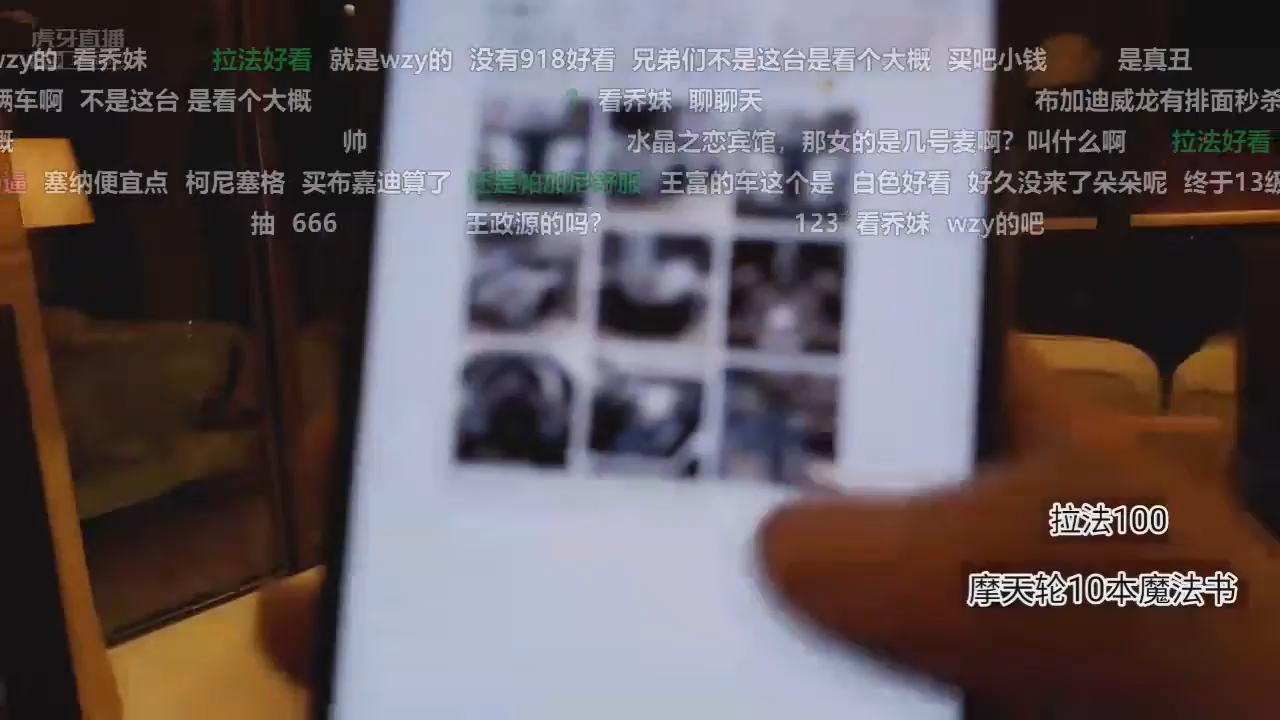 虎牙直播
wzy的 看乔妹 拉法好看 就是wzy的 没有918好看 兄弟们不是这台是看个大概 买吧小钱 是真丑
辆车啊 不是这台 是看个大概 看乔妹 聊聊天 布加迪威龙有排面秒杀
概 帅 水晶之恋宾馆，那女的是几号麦啊？叫什么啊 拉法好看
逼 塞纳便宜点 柯尼塞格 买布嘉迪算了 还是帕加尼舒服 王富的车这个是 白色好看 好久没来了朵朵呢 终于13级
抽 666 王政源的吗？ 123 看乔妹 wzy的吧
拉法100
摩天轮10本魔法书